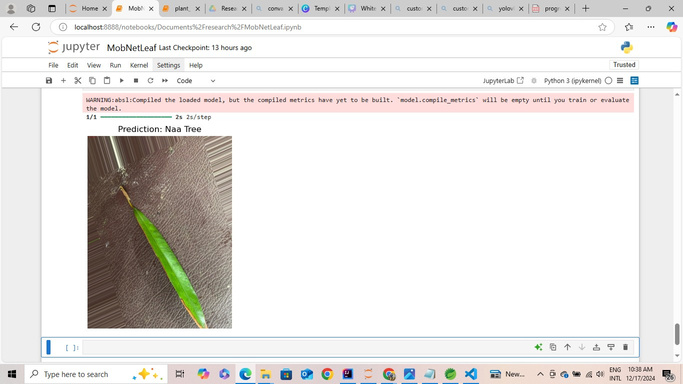 Home
MobN
plant_
Rese
conve
Temp
White
custo
custo
yolov
prog
localhost:8888/notebooks/Documents%2Fresearch%2FMobNetLeaf.ipynb
jupyter MobNetLeaf Last Checkpoint: 13 hours ago
File Edit View Run Kernel Settings Help
Trusted
Code
JupyterLab
Python 3 (ipykernel)
WARNING:absl:Compiled the loaded model, but the compiled metrics have yet to be built. `model.compile_metrics` will be empty until you train or evaluate
the model.
1/1 2s 2s/step
Prediction: Naa Tree
[ ]:
Type here to search
New...
ENG
INTL
10:38 AM
12/17/2024